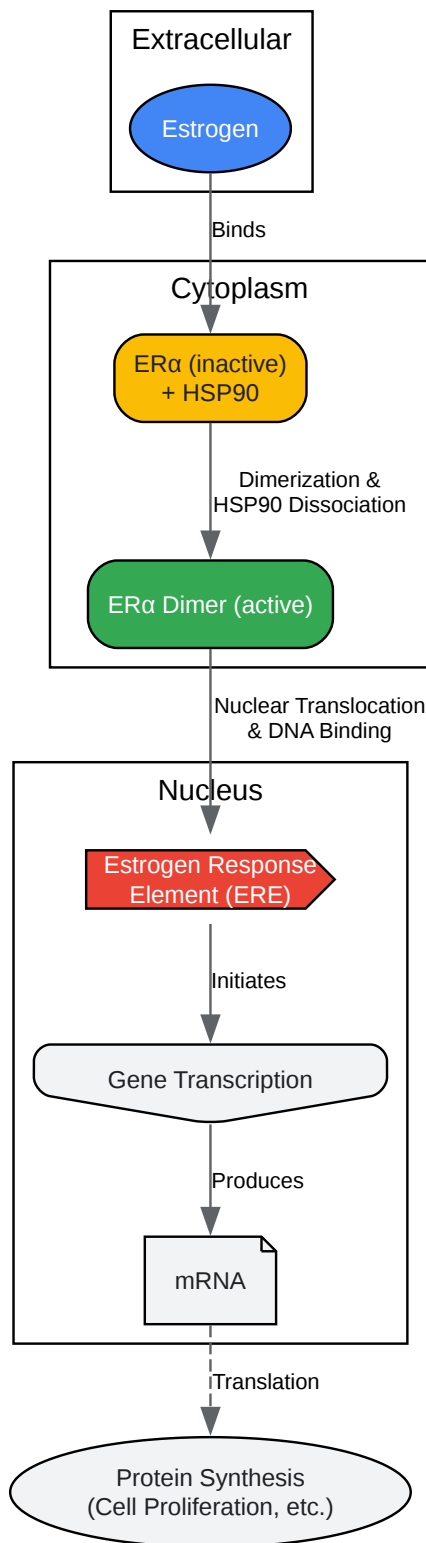 Extracellular
Estrogen
Binds
Cytoplasm
ERα (inactive)
+ HSP90
Dimerization &
HSP90 Dissociation
ERα Dimer (active)
Nuclear Translocation
& DNA Binding
Nucleus
Estrogen Response
Element (ERE)
Initiates
Gene Transcription
Produces
mRNA
Translation
Protein Synthesis
(Cell Proliferation, etc.)